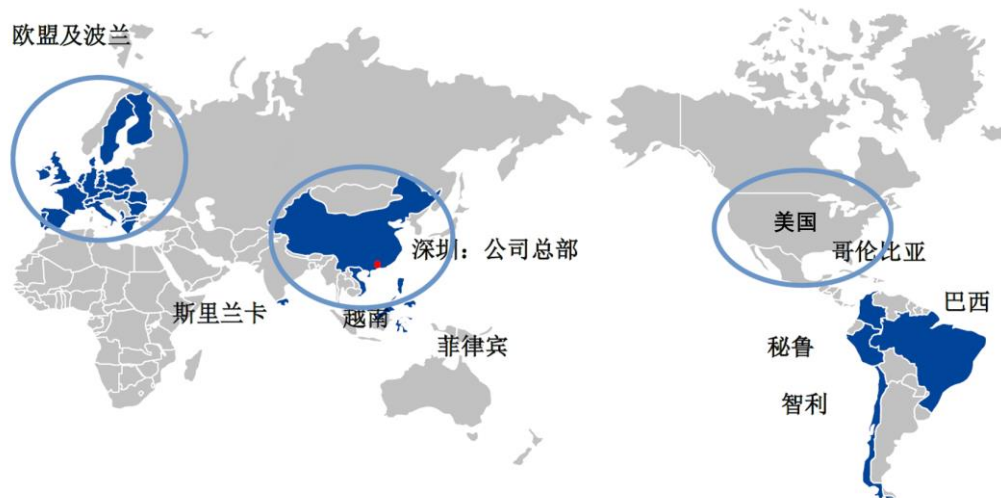 欧盟及波兰
美国
深圳：公司总部
哥伦比亚
斯里兰卡
越南
巴西
菲律宾
秘鲁
智利